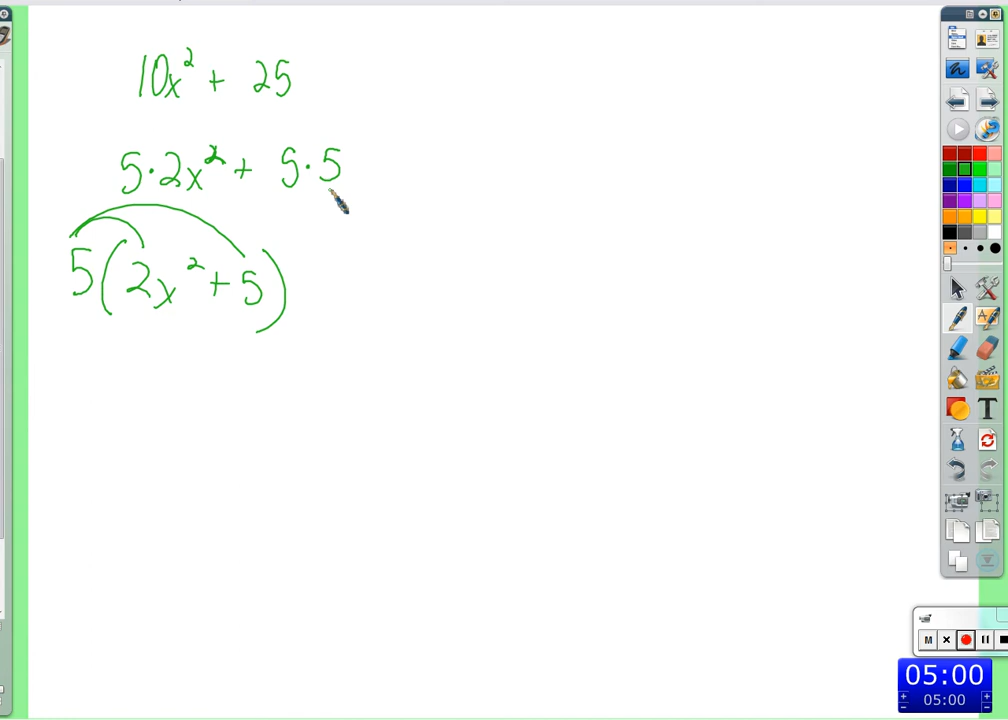 10x² + 25
5·2x² + 5·5
5(2x² + 5)
T
A
M
05:00
05:00